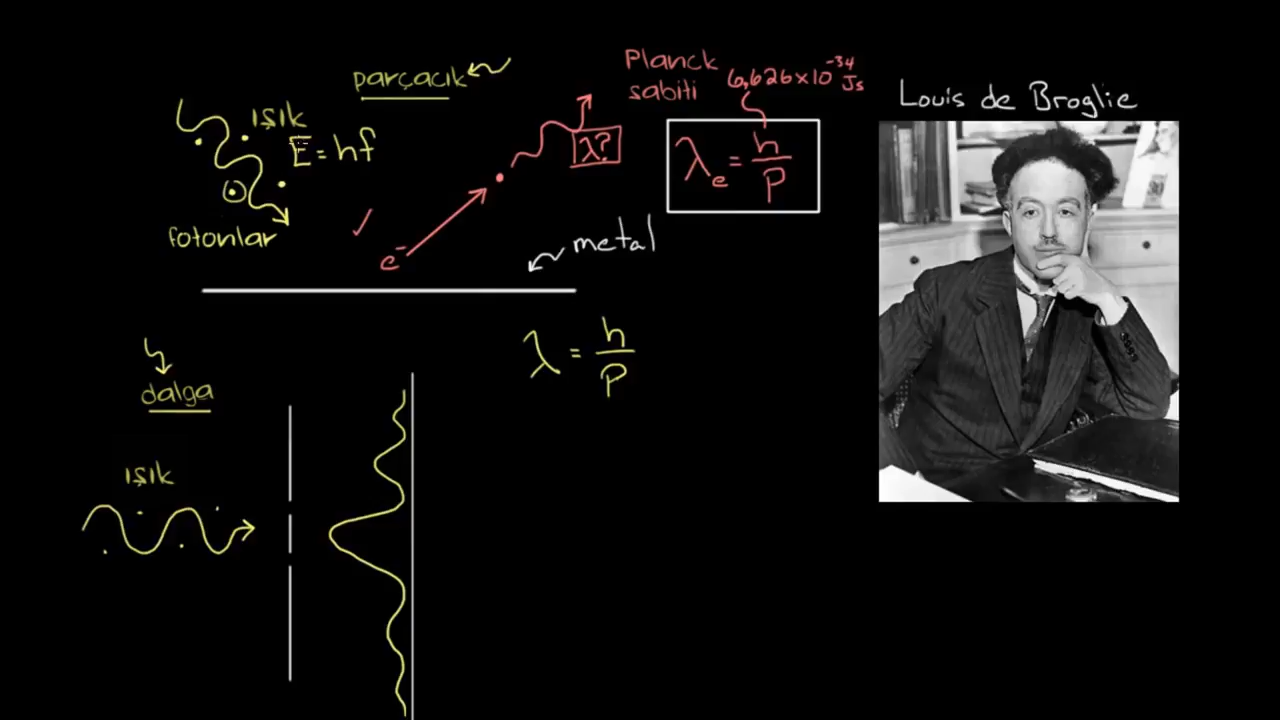 parçacık
ışık
E = hf
fotonlar
e⁻
λ?
Planck
sabiti
6,626x10⁻³⁴
Js
λₑ = h/P
Louis de Broglie
metal
λ = h/P
dalga
ışık